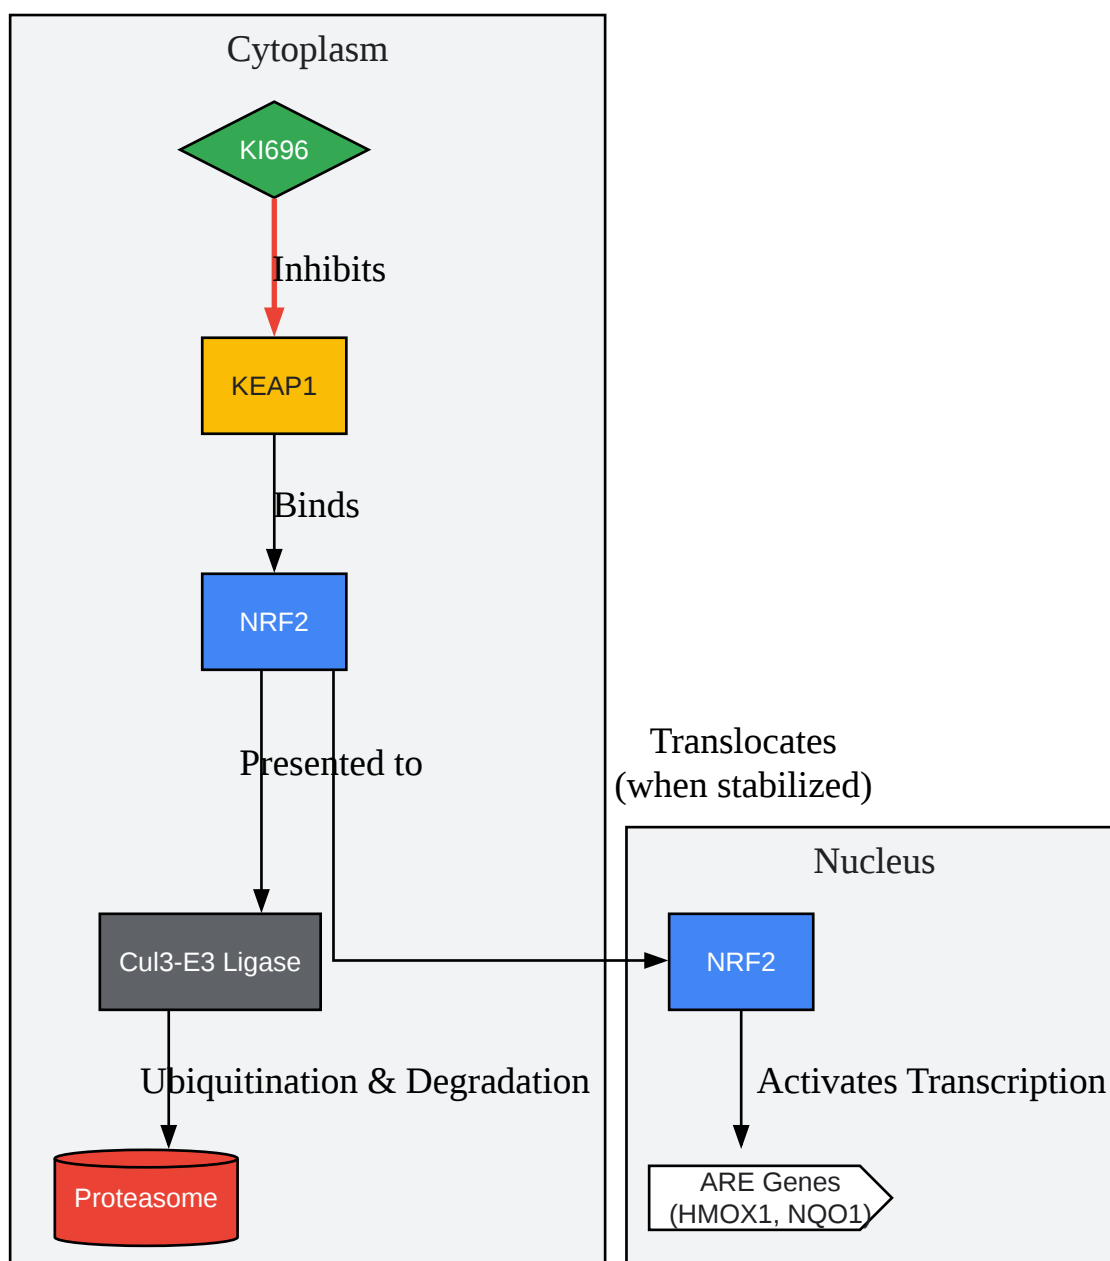 Cytoplasm
KI696
Inhibits
KEAP1
Binds
NRF2
Presented to
Translocates
(when stabilized)
Nucleus
Cul3-E3 Ligase
NRF2
Ubiquitination & Degradation
Activates Transcription
Proteasome
ARE Genes
(HMOX1, NQO1)